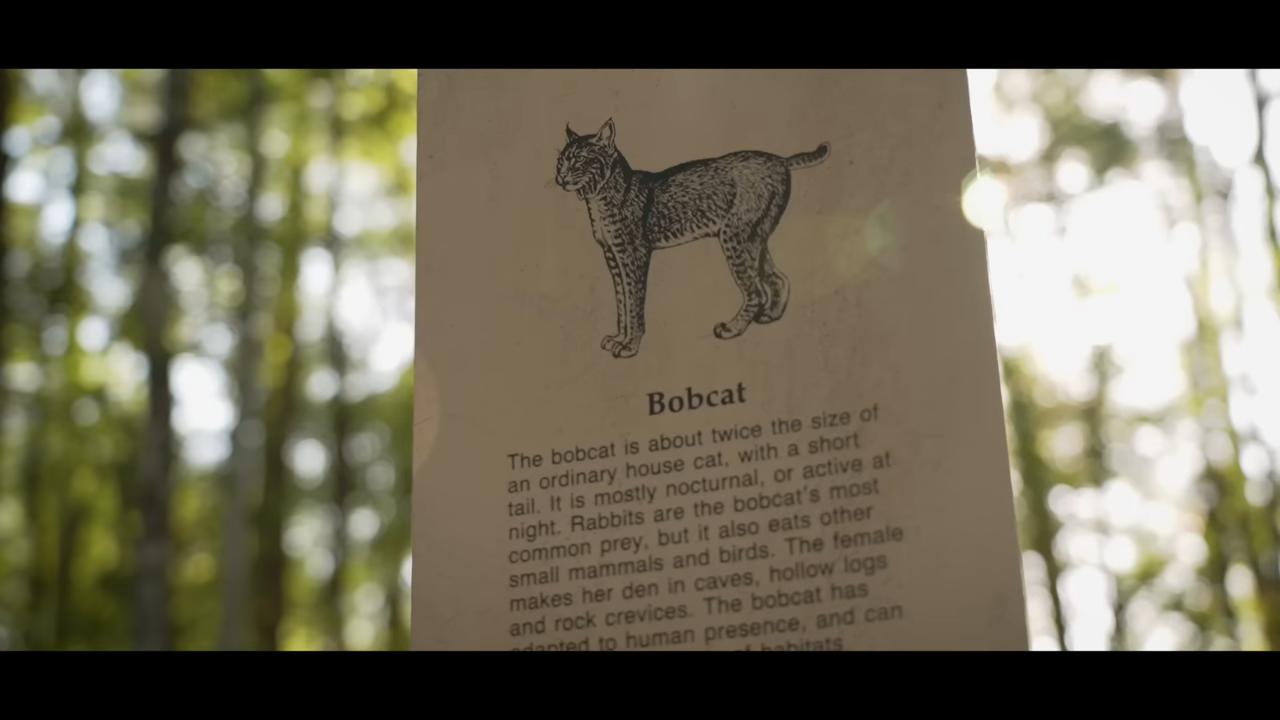 Bobcat
The bobcat is about twice the size of
an ordinary house cat, with a short
tail. It is mostly nocturnal, or active at
night. Rabbits are the bobcat's most
common prey, but it also eats other
small mammals and birds. The female
makes her den in caves, hollow logs
and rock crevices. The bobcat has
adapted to human presence, and can
of habitats